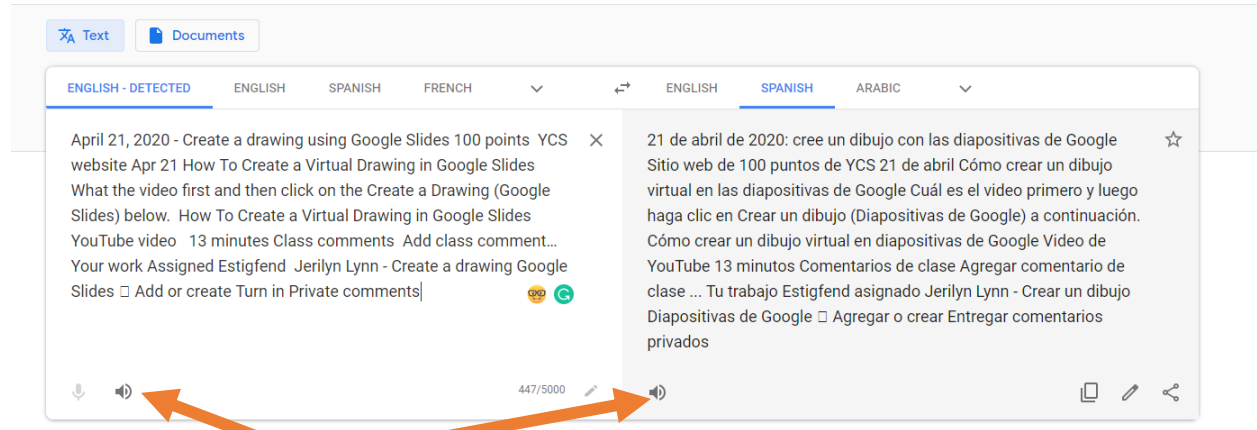 Text
Documents
ENGLISH - DETECTED
ENGLISH
SPANISH
FRENCH
ENGLISH
SPANISH
ARABIC
April 21, 2020 - Create a drawing using Google Slides 100 points YCS
website Apr 21 How To Create a Virtual Drawing in Google Slides
What the video first and then click on the Create a Drawing (Google
Slides) below. How To Create a Virtual Drawing in Google Slides
YouTube video 13 minutes Class comments Add class comment...
Your work Assigned Estigfend Jerilyn Lynn - Create a drawing Google
Slides □ Add or create Turn in Private comments
447/5000
21 de abril de 2020: cree un dibujo con las diapositivas de Google
Sitio web de 100 puntos de YCS 21 de abril Cómo crear un dibujo
virtual en las diapositivas de Google Cuál es el video primero y luego
haga clic en Crear un dibujo (Diapositivas de Google) a continuación.
Cómo crear un dibujo virtual en diapositivas de Google Video de
YouTube 13 minutos Comentarios de clase Agregar comentario de
clase ... Tu trabajo Estigfend asignado Jerilyn Lynn - Crear un dibujo
Diapositivas de Google □ Agregar o crear Entregar comentarios
privados